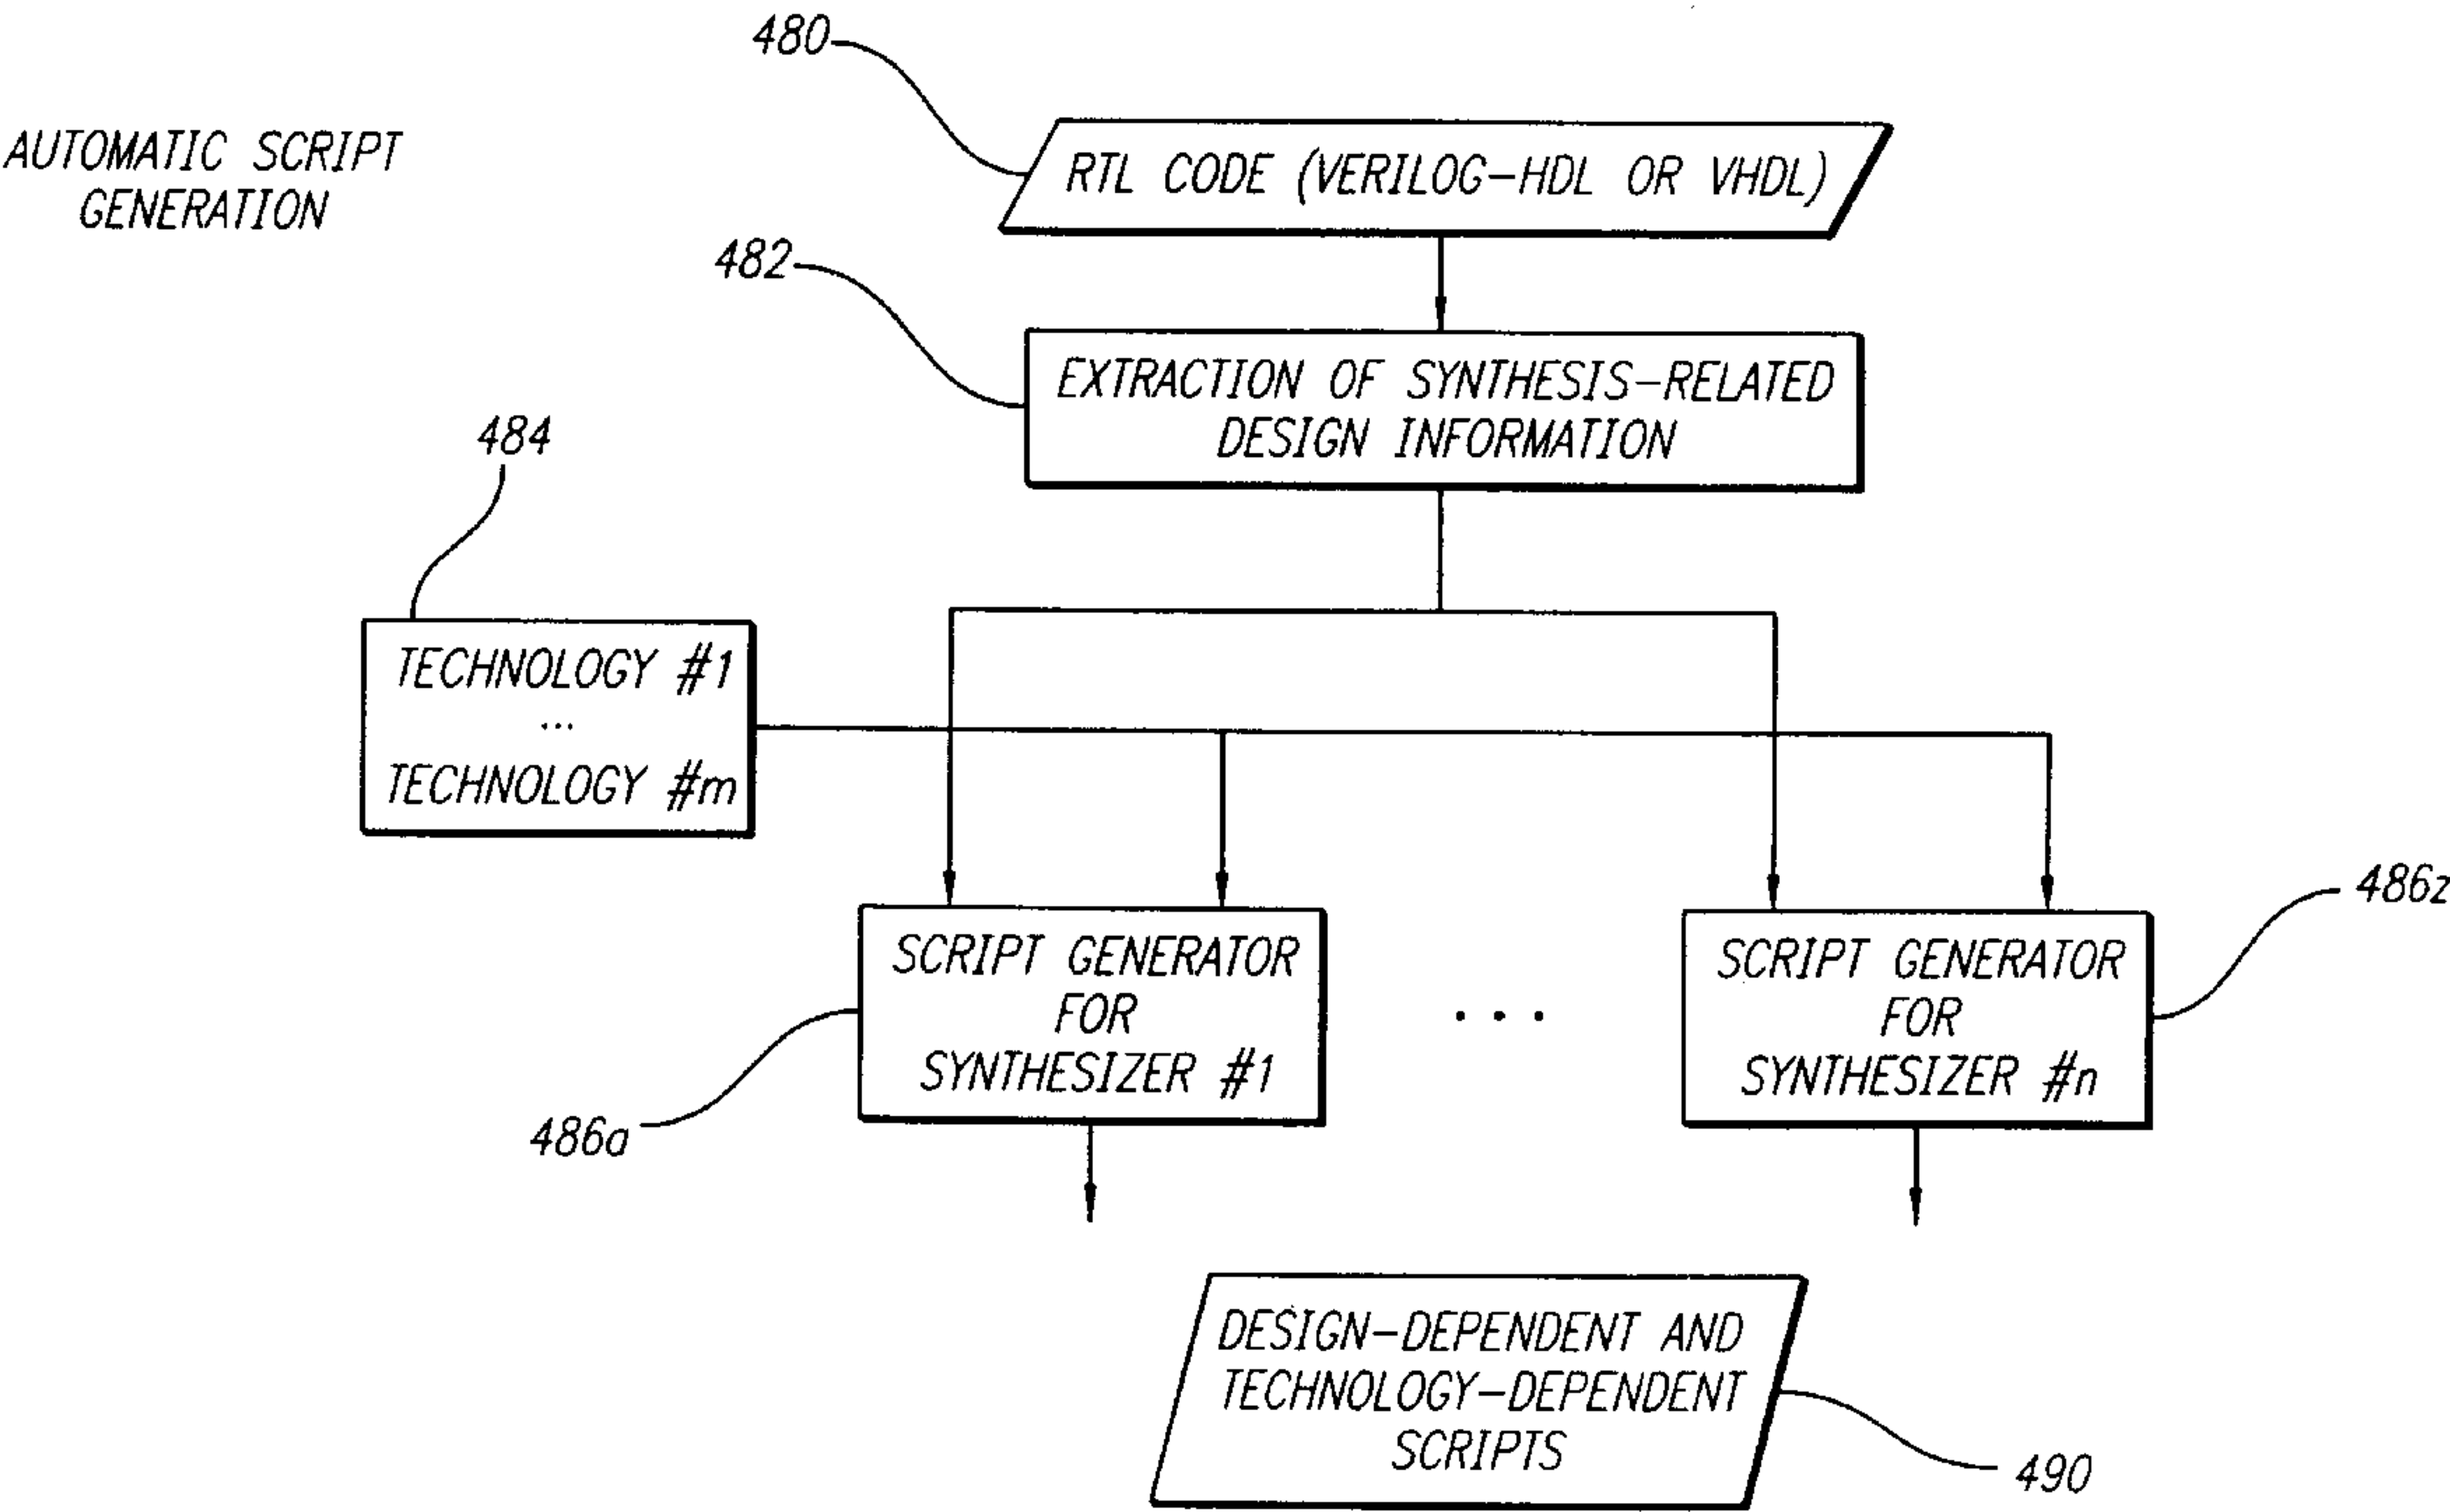 480
AUTOMATIC SCRIPT
GENERATION
RTL CODE (VERILOG-HDL OR VHDL)
482
EXTRACTION OF SYNTHESIS-RELATED
DESIGN INFORMATION
484
TECHNOLOGY #1
...
TECHNOLOGY #m
486z
SCRIPT GENERATOR
FOR
SYNTHESIZER #1
. . .
SCRIPT GENERATOR
FOR
SYNTHESIZER #n
486a
DESIGN-DEPENDENT AND
TECHNOLOGY-DEPENDENT
SCRIPTS
490